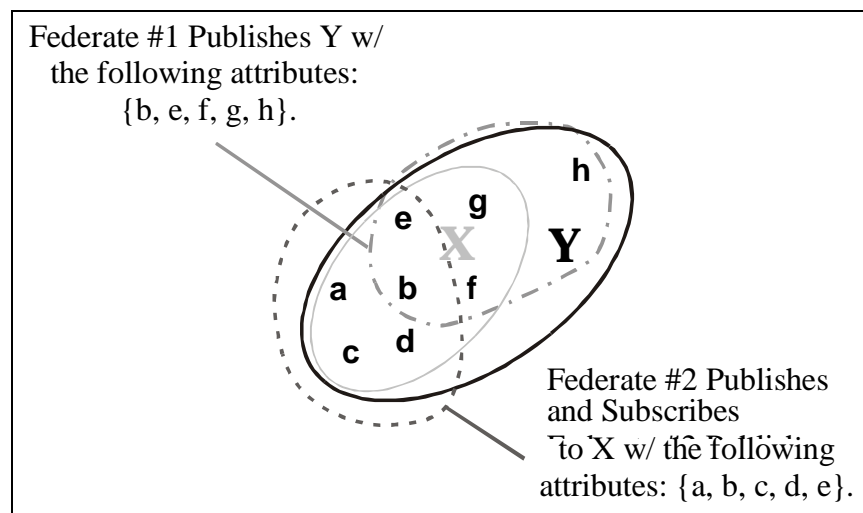 Federate #1 Publishes Y w/
the following attributes:
{b, e, f, g, h}.
h
g
e
X
Y
a
b
f
d
c
Federate #2 Publishes
and Subscribes
to X w/ the following
attributes: {a, b, c, d, e}.